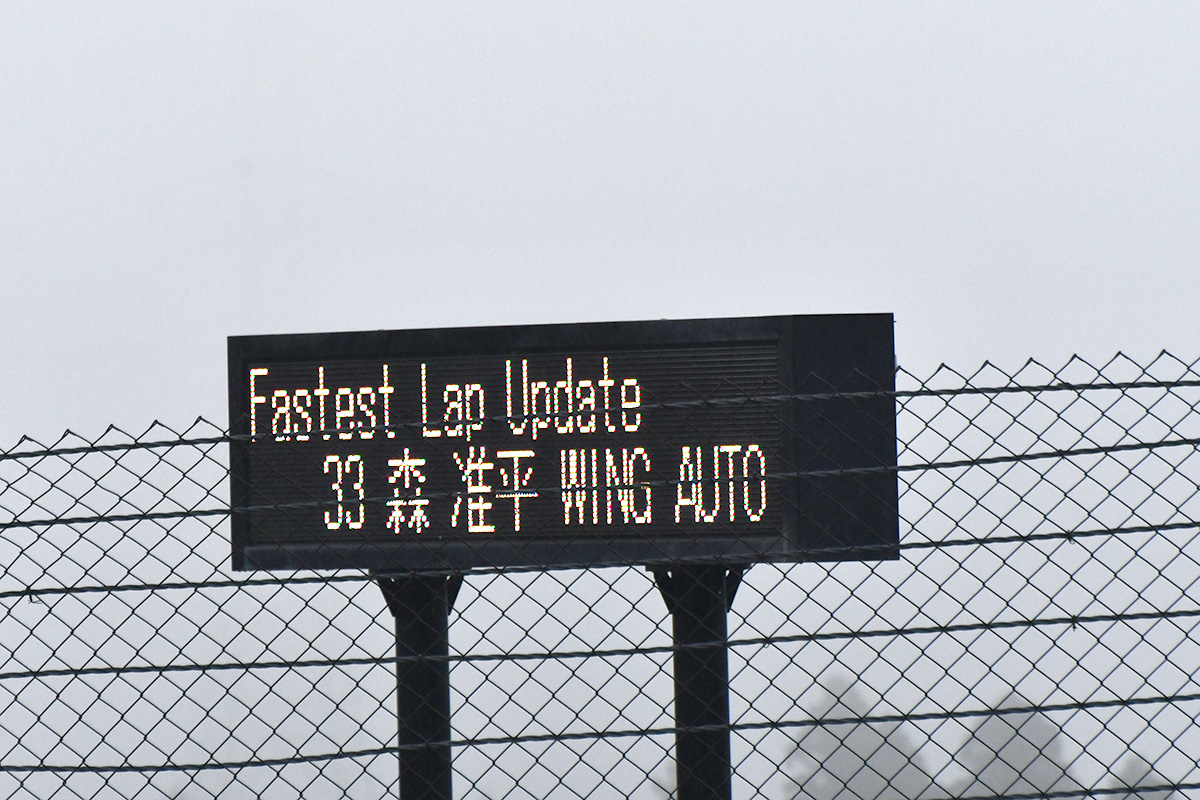 Fastest Lap Update
33 森 准平 WING AUTO